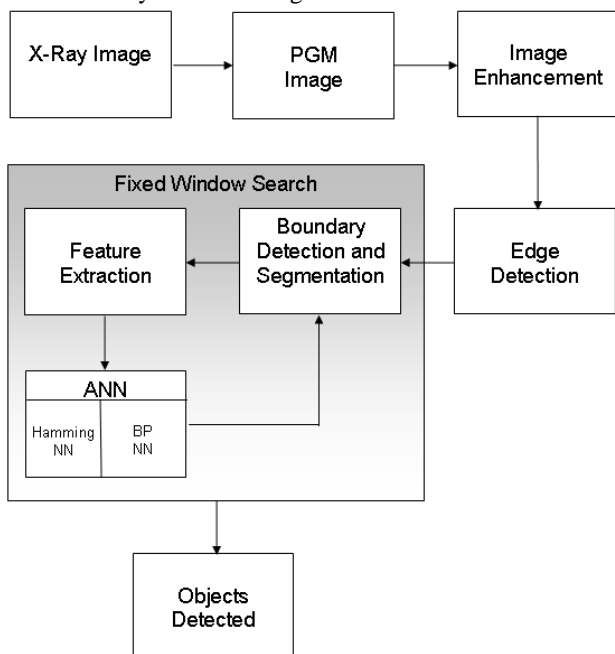 X-Ray Image
PGM
Image
Image
Enhancement
Fixed Window Search
Feature
Extraction
Boundary
Detection and
Segmentation
Edge
Detection
ANN
Hamming
NN
BP
NN
Objects
Detected